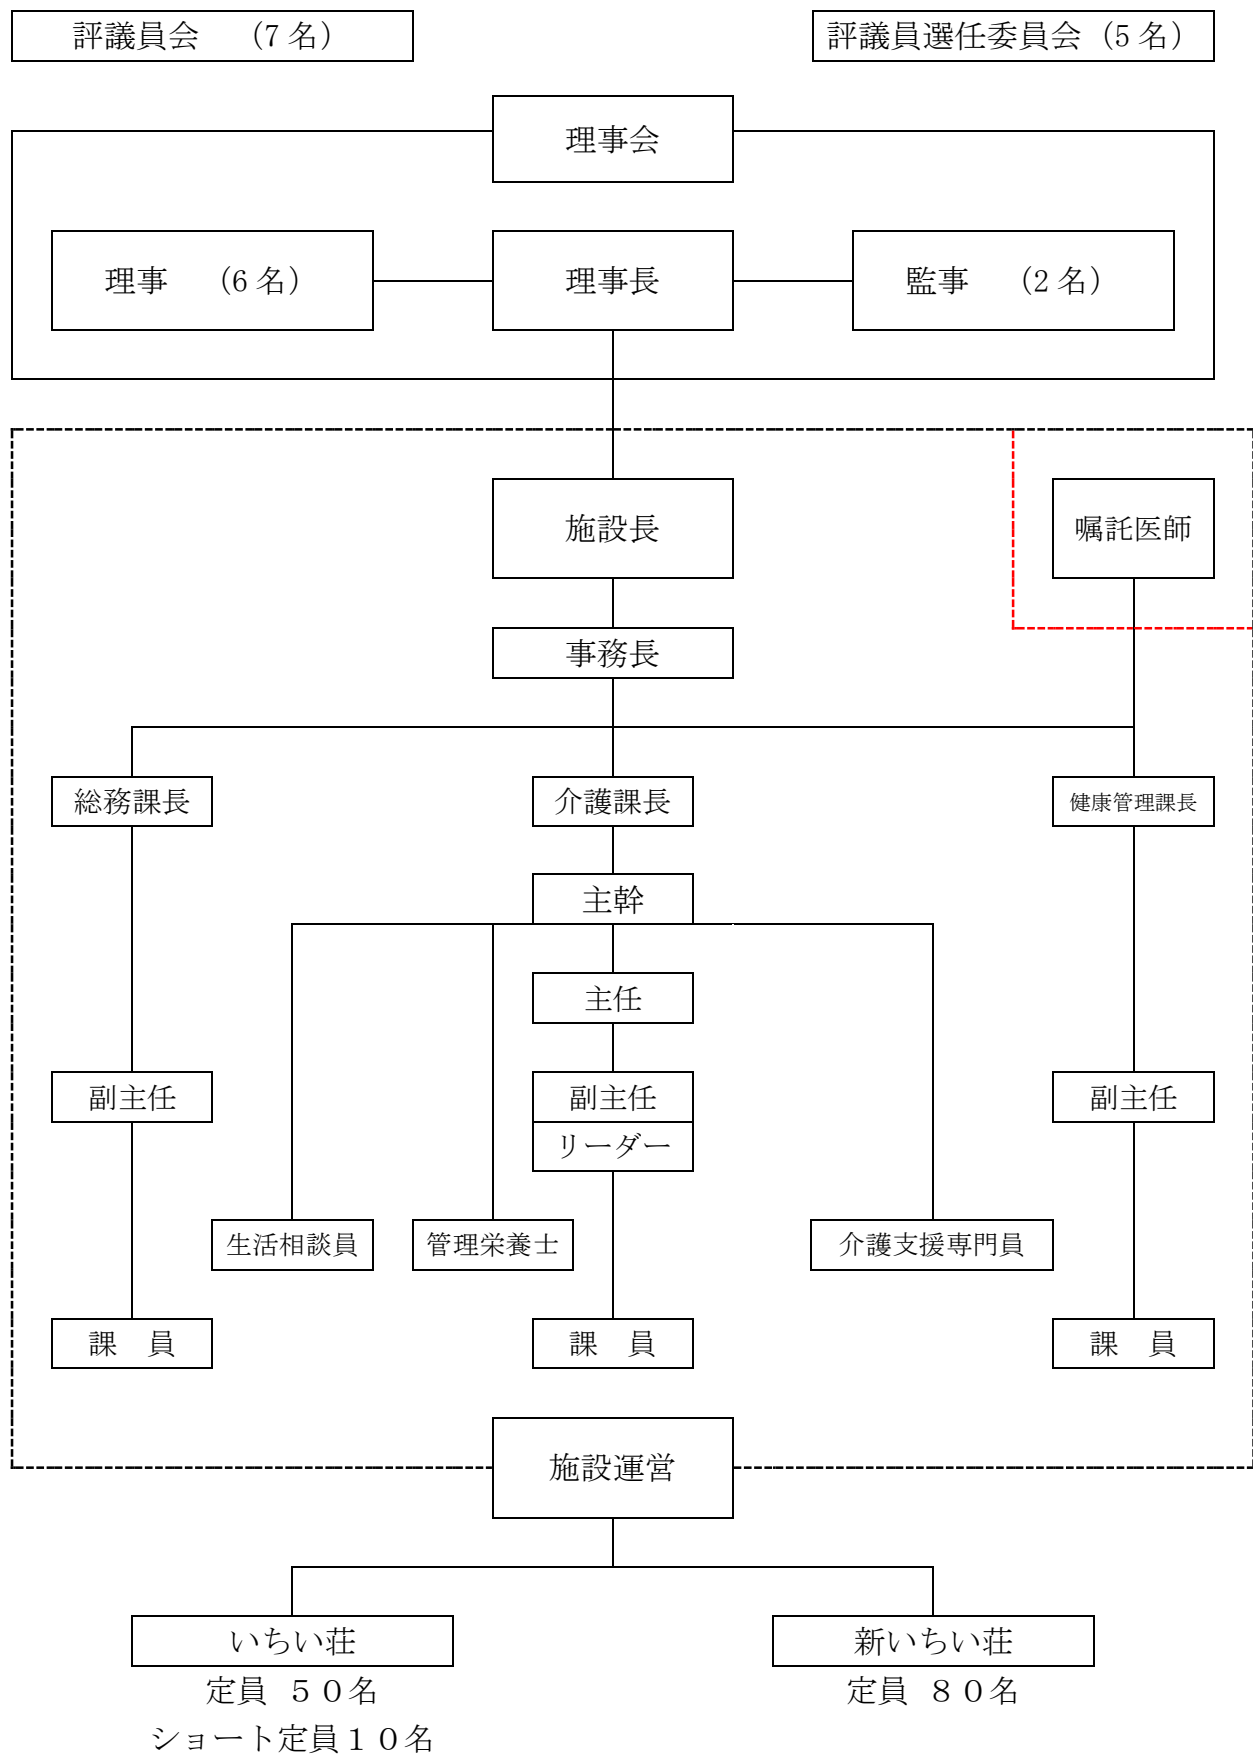 評議員会　（7 名）
評議員選任委員会（5 名）
理事会
理事　（6 名）
理事長
監事　（2 名）
施設長
嘱託医師
事務長
総務課長
介護課長
健康管理課長
主幹
主任
副主任
副主任
副主任
リーダー
生活相談員
管理栄養士
介護支援専門員
課　員
課　員
課　員
施設運営
いちい荘
新いちい荘
定員 ５０名
定員 ８０名
ショート定員１０名